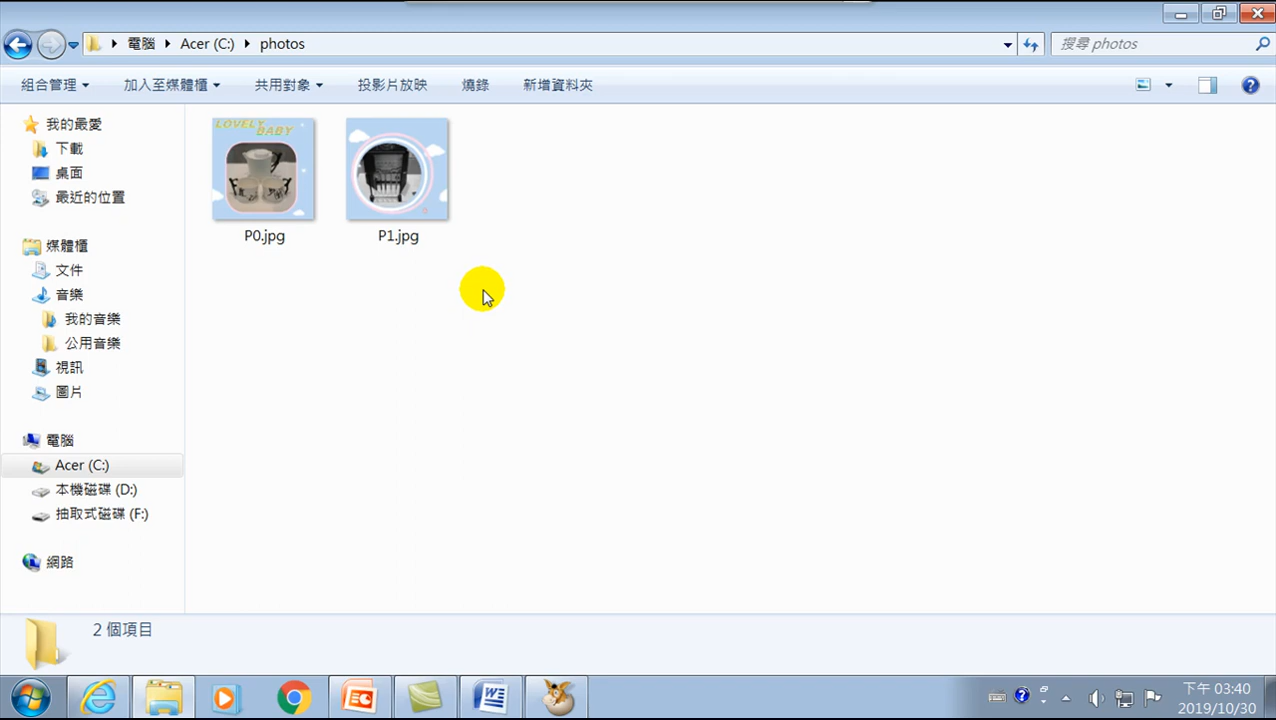 電腦 Acer (C:) photos
搜尋 photos
組合管理 加入至媒體櫃 共用對象 投影片放映 燒錄 新增資料夾
我的最愛
下載
桌面
最近的位置
媒體櫃
文件
音樂
我的音樂
公用音樂
視訊
圖片
電腦
Acer (C:)
本機磁碟 (D:)
抽取式磁碟 (F:)
網路
LOVELY
BABY
P0.jpg
P1.jpg
2 個項目
下午 03:40
2019/10/30